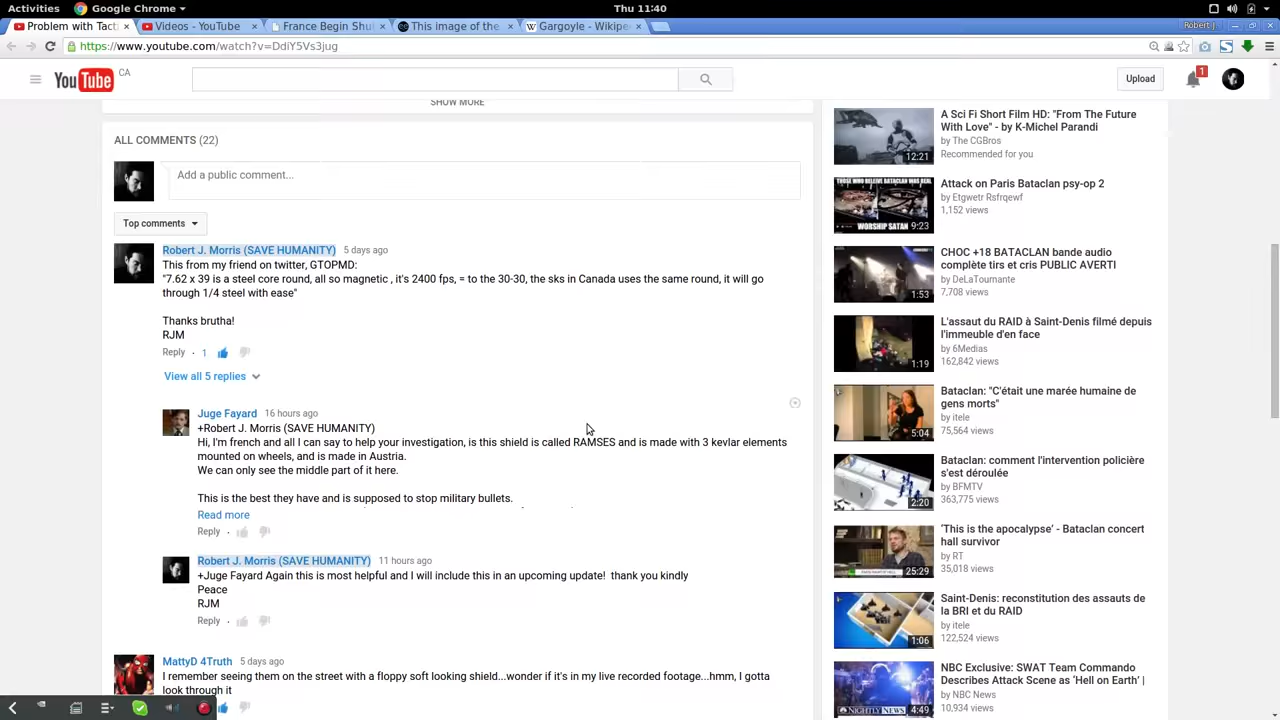 Activities
Google Chrome
Thu 11:40
Problem with Tact
Videos - YouTube
France Begin Shut
This image of the
Gargoyle - Wikipe
Robert J
https://www.youtube.com/watch?v=DdiY5Vs3jug
YouTube CA
Upload
1
SHOW MORE
ALL COMMENTS (22)
Add a public comment...
Top comments
Robert J. Morris (SAVE HUMANITY) 5 days ago
This from my friend on twitter, GTOPMD:
"7.62 x 39 is a steel core round, all so magnetic , it's 2400 fps, = to the 30-30, the sks in Canada uses the same round, it will go
through 1/4 steel with ease"
Thanks brutha!
RJM
Reply · 1
View all 5 replies
Juge Fayard 16 hours ago
+Robert J. Morris (SAVE HUMANITY)
Hi, I'm french and all I can say to help your investigation, is this shield is called RAMSES and is made with 3 kevlar elements
mounted on wheels, and is made in Austria.
We can only see the middle part of it here.
This is the best they have and is supposed to stop military bullets.
Read more
Reply ·
Robert J. Morris (SAVE HUMANITY) 11 hours ago
+Juge Fayard Again this is most helpful and I will include this in an upcoming update!  thank you kindly
Peace
RJM
Reply ·
MattyD 4Truth 5 days ago
I remember seeing them on the street with a floppy soft looking shield...wonder if it's in my live recorded footage...hmm, I gotta
look through it
12:21
A Sci Fi Short Film HD: "From The Future
With Love" - by K-Michel Parandi
by The CGBros
Recommended for you
THOSE WHO BELEIVE BATACLAN WAS REAL
WORSHIP SATAN
9:23
Attack on Paris Bataclan psy-op 2
by Etgwetr Rsfrqewf
1,152 views
1:53
CHOC +18 BATACLAN bande audio
complète tirs et cris PUBLIC AVERTI
by DeLaTournante
7,708 views
1:19
L'assaut du RAID à Saint-Denis filmé depuis
l'immeuble d'en face
by 6Medias
162,842 views
5:04
Bataclan: "C'était une marée humaine de
gens morts"
by itele
75,564 views
2:20
Bataclan: comment l'intervention policière
s'est déroulée
by BFMTV
363,775 views
25:29
'This is the apocalypse' - Bataclan concert
hall survivor
by RT
35,018 views
1:06
Saint-Denis: reconstitution des assauts de
la BRI et du RAID
by itele
122,524 views
NIGHTLY NEWS
4:49
NBC Exclusive: SWAT Team Commando
Describes Attack Scene as 'Hell on Earth' |
by NBC News
10,934 views